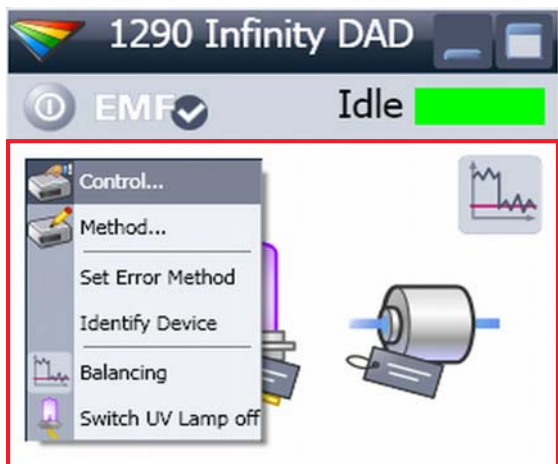 1290 Infinity DAD
EMF Idle
Control...
Method...
Set Error Method
Identify Device
Balancing
Switch UV Lamp off